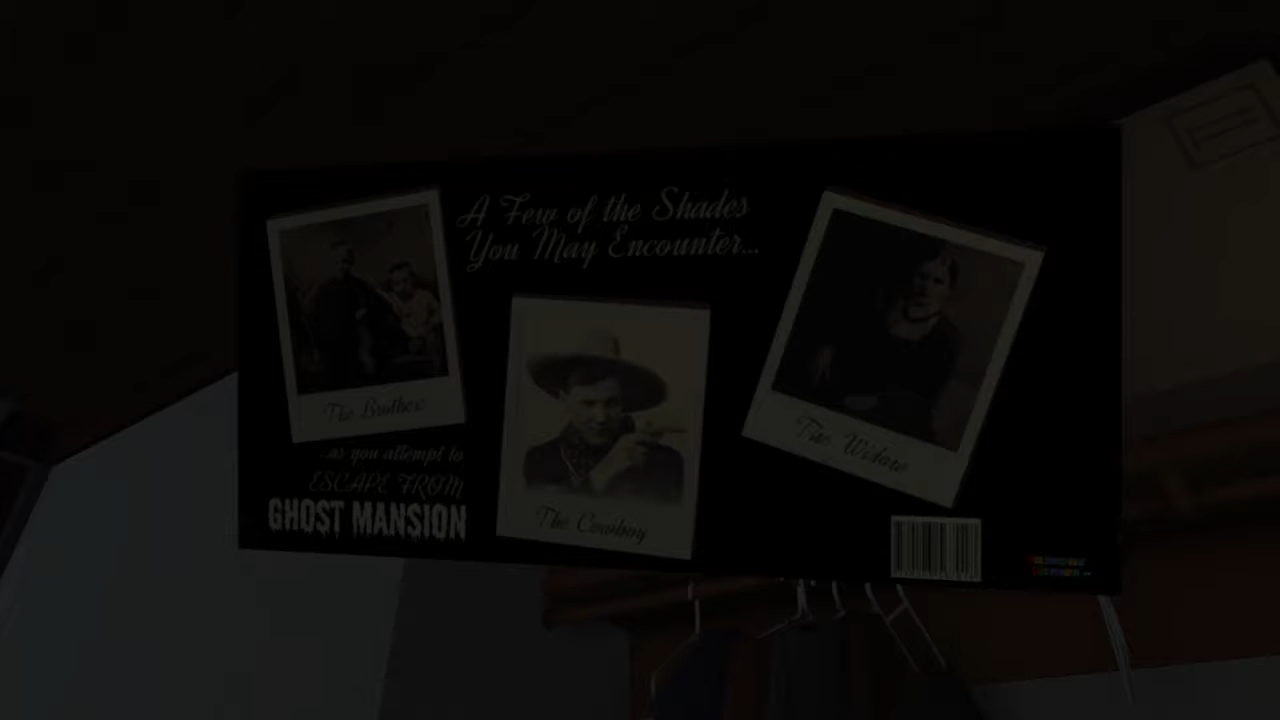 A Few of the Shades
You May Encounter...
The Brother
The Cowboy
The Widow
...as you attempt to
ESCAPE FROM
GHOST MANSION